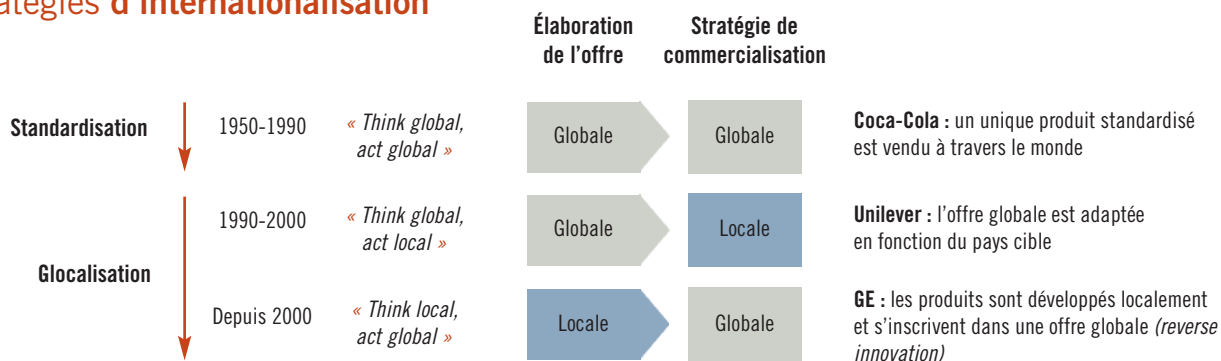 d'internationalisation
Élaboration
de l'offre
Stratégie de
commercialisation
Standardisation
1950-1990
« Think global,
act global »
Globale
Globale
Coca-Cola : un unique produit standardisé
est vendu à travers le monde
Glocalisation
1990-2000
« Think global,
act local »
Globale
Locale
Unilever : l'offre globale est adaptée
en fonction du pays cible
Depuis 2000
« Think local,
act global »
Locale
Globale
GE : les produits sont développés localement
et s'inscrivent dans une offre globale (reverse
innovation)